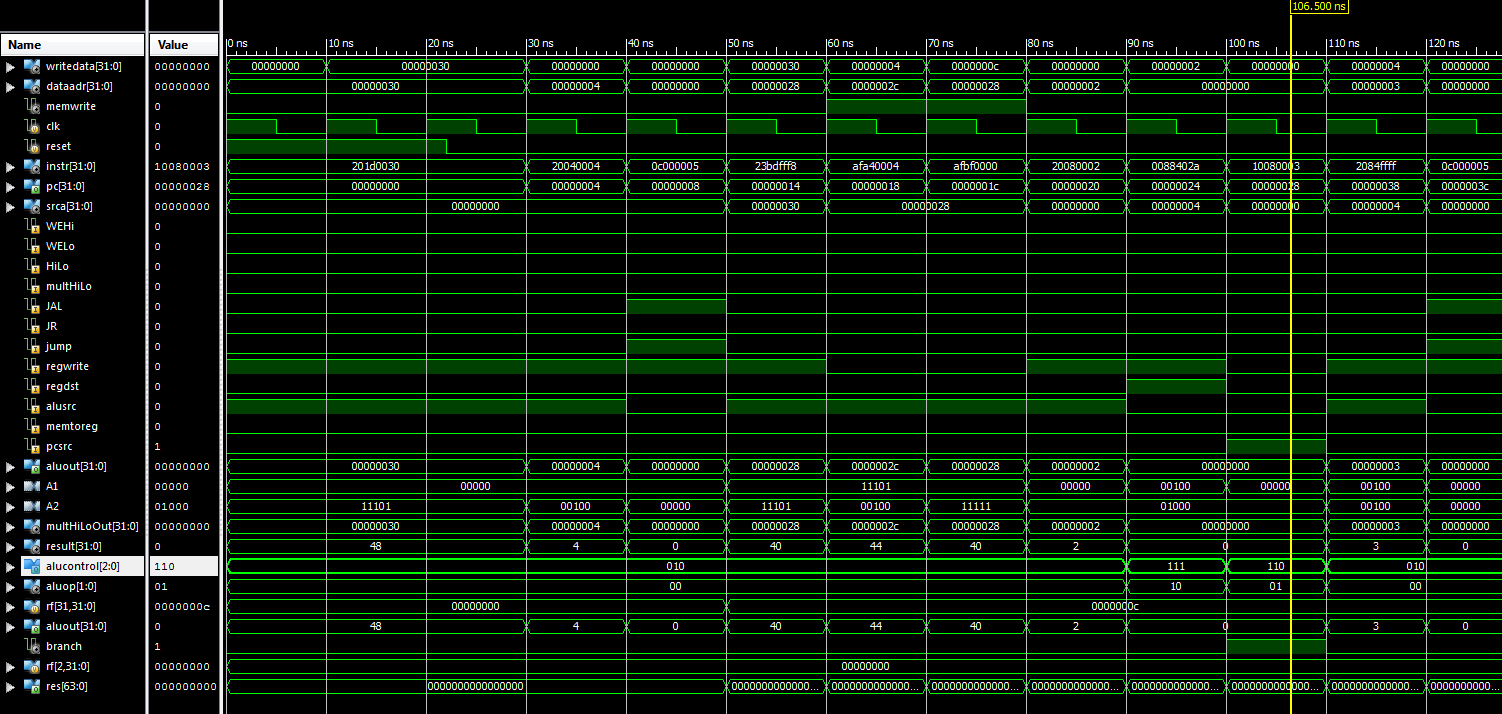 106.500 ns
Name Value 0 ns 10 ns 20 ns 30 ns 40 ns 50 ns 60 ns 70 ns 80 ns 90 ns 100 ns 110 ns 120 ns
writedata[31:0] 00000000 00000000 00000030 00000000 00000000 00000030 00000004 0000000c 00000000 00000002 00000000 00000004 00000000
dataadr[31:0] 00000000 00000030 00000004 00000000 00000028 0000002c 00000028 00000002 00000000 00000003 00000000
memwrite 0
clk 0
reset 0
instr[31:0] 10080003 201d0030 20040004 0c000005 23bdfff8 afa40004 afbf0000 20080002 0088402a 10080003 2084ffff 0c000005
pc[31:0] 00000028 00000000 00000004 00000008 00000014 00000018 0000001c 00000020 00000024 00000028 00000038 0000003c
srca[31:0] 00000000 00000000 00000030 00000028 00000000 00000004 00000000 00000004 00000000
WEHi 0
WELo 0
HiLo 0
multHiLo 0
JAL 0
JR 0
jump 0
regwrite 0
regdst 0
alusrc 0
memtoreg 0
pcsrc 1
aluout[31:0] 00000000 00000030 00000004 00000000 00000028 0000002c 00000028 00000002 00000000 00000003 00000000
A1 00000 00000 11101 00000 00100 00000 00100 00000
A2 01000 11101 00100 00000 11101 00100 11111 01000 00100 00000
multHiLoOut[31:0] 00000000 00000030 00000004 00000000 00000028 0000002c 00000028 00000002 00000000 00000003 00000000
result[31:0] 0 48 4 0 40 44 40 2 0 3 0
alucontrol[2:0] 110 010 111 110 010
aluop[1:0] 01 00 10 01 00
rf[31,31:0] 0000000c 00000000 0000000c
aluout[31:0] 0 48 4 0 40 44 40 2 0 3 0
branch 1
rf[2,31:0] 00000000 00000000
res[63:0] 000000000 0000000000000000 0000000000000... 0000000000000... 0000000000000... 0000000000000... 0000000000000... 0000000000000... 0000000000000... 0000000000...